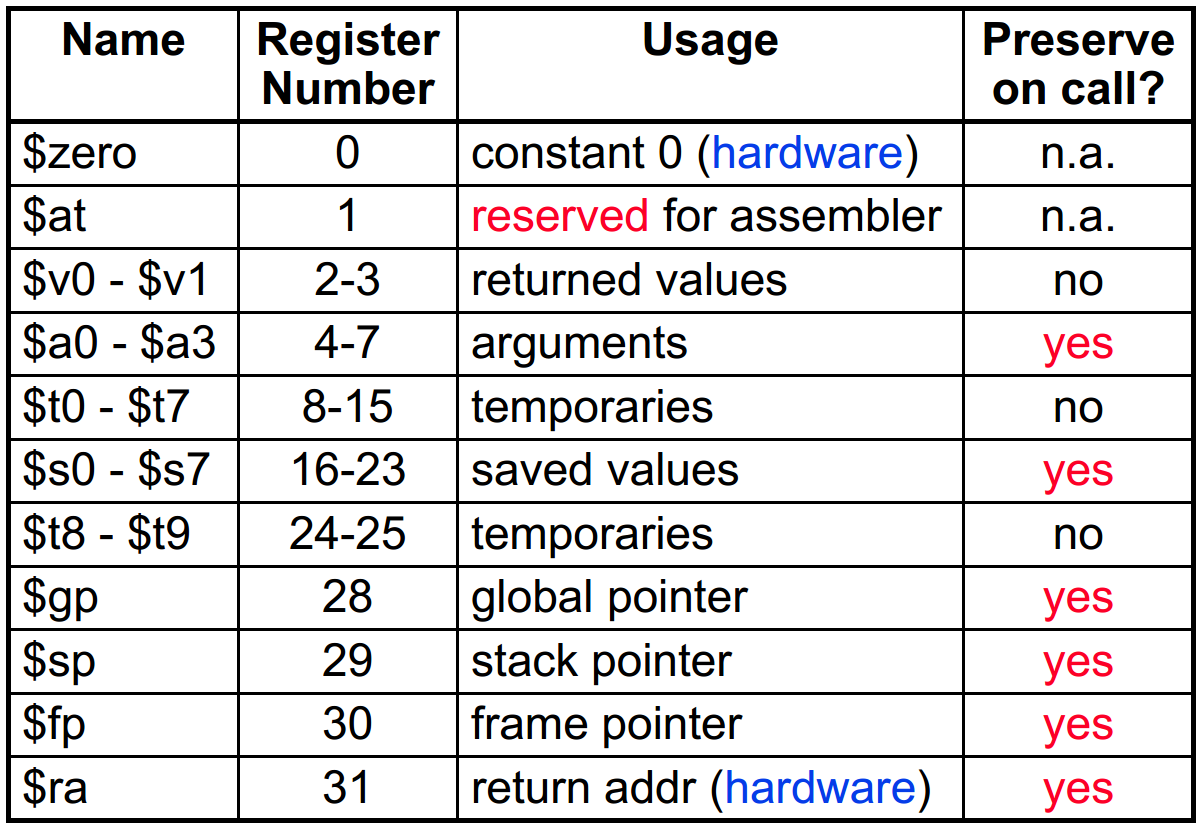 Name Register Number Usage Preserve on call?
$zero 0 constant 0 (hardware) n.a.
$at 1 reserved for assembler n.a.
$v0 - $v1 2-3 returned values no
$a0 - $a3 4-7 arguments yes
$t0 - $t7 8-15 temporaries no
$s0 - $s7 16-23 saved values yes
$t8 - $t9 24-25 temporaries no
$gp 28 global pointer yes
$sp 29 stack pointer yes
$fp 30 frame pointer yes
$ra 31 return addr (hardware) yes